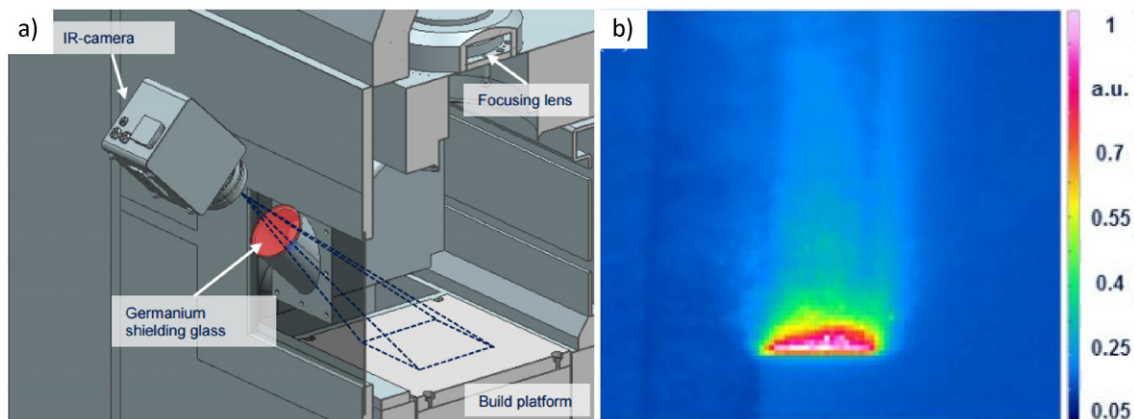 a)
IR-camera
Focusing lens
Germanium
shielding glass
Build platform
b)
1
a.u.
0.7
0.55
0.4
0.25
0.05